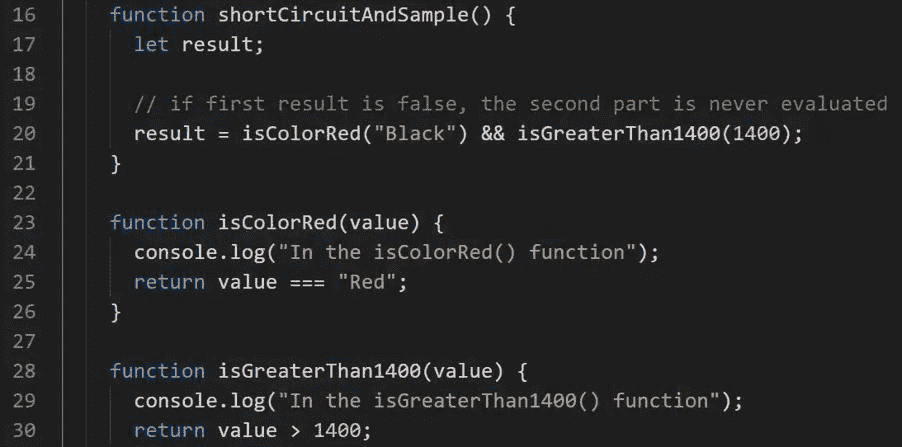 16 function shortCircuitAndSample() {
17 let result;
18
19 // if first result is false, the second part is never evaluated
20 result = isColorRed("Black") && isGreaterThan1400(1400);
21 }
22
23 function isColorRed(value) {
24 console.log("In the isColorRed() function");
25 return value === "Red";
26 }
27
28 function isGreaterThan1400(value) {
29 console.log("In the isGreaterThan1400() function");
30 return value > 1400;